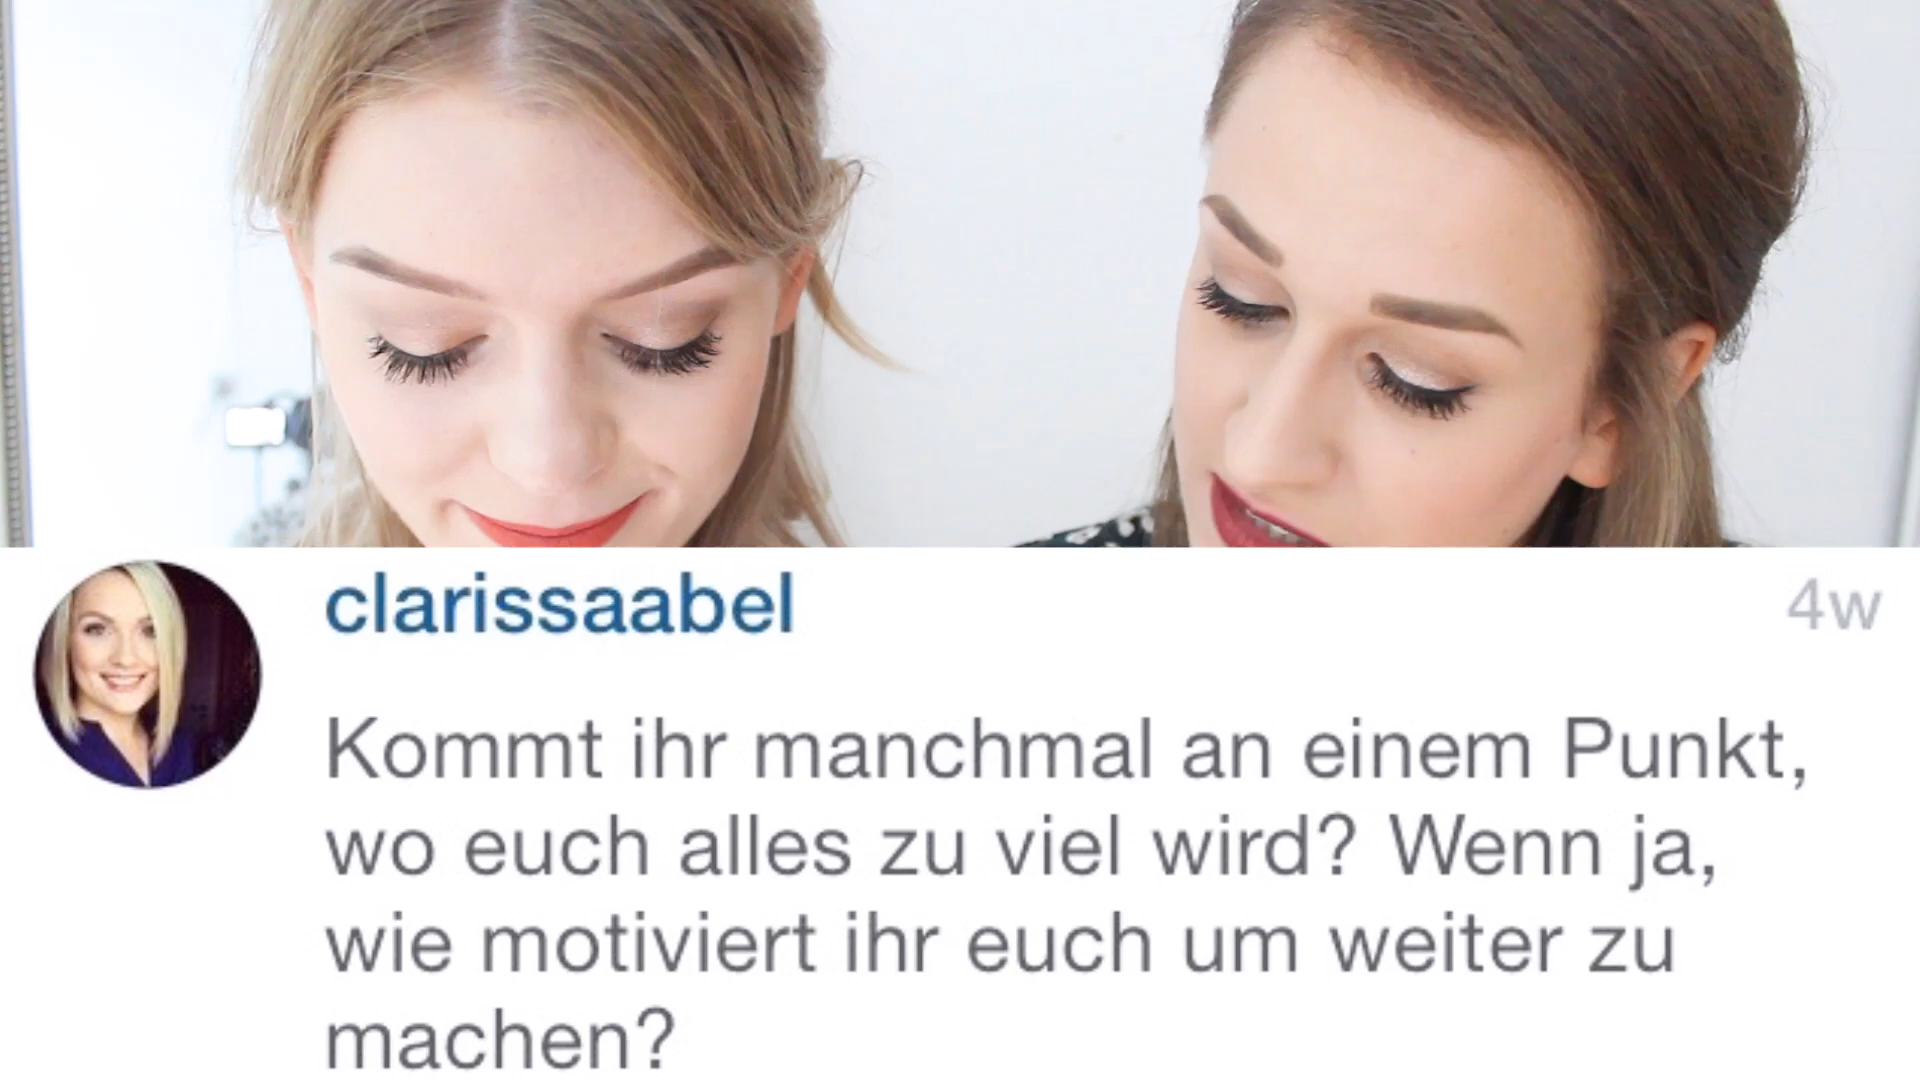 clarissaabel
4w
Kommt ihr manchmal an einem Punkt,
wo euch alles zu viel wird? Wenn ja,
wie motiviert ihr euch um weiter zu
machen?